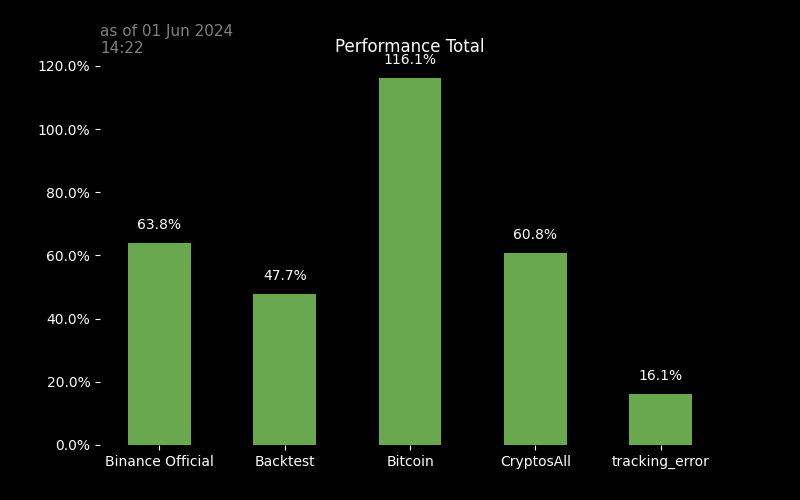 as of 01 Jun 2024
14:22
Performance Total
120.0%
100.0%
80.0%
60.0%
40.0%
20.0%
0.0%
63.8%
47.7%
116.1%
60.8%
16.1%
Binance Official
Backtest
Bitcoin
CryptosAll
tracking_error